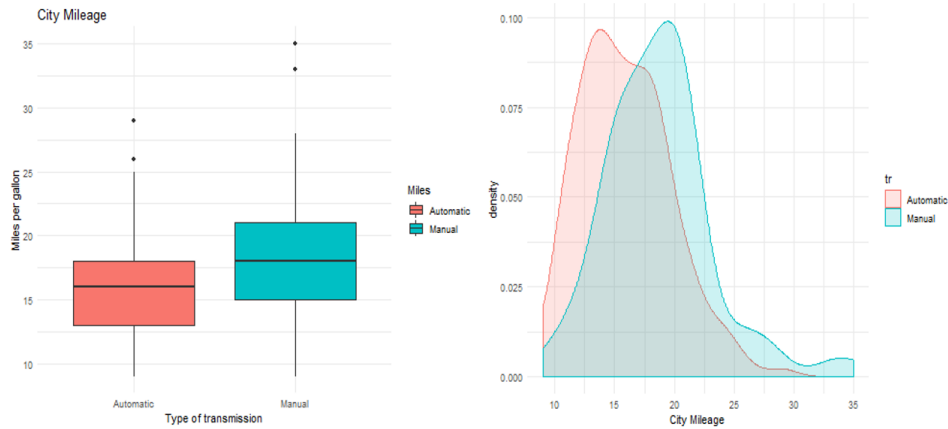 City Mileage
35
30
25
20
15
10
Miles per gallon
Automatic Manual
Type of transmission
Miles
Automatic
Manual
0.100
0.075
0.050
0.025
0.000
density
10 15 20 25 30 35
City Mileage
tr
Automatic
Manual